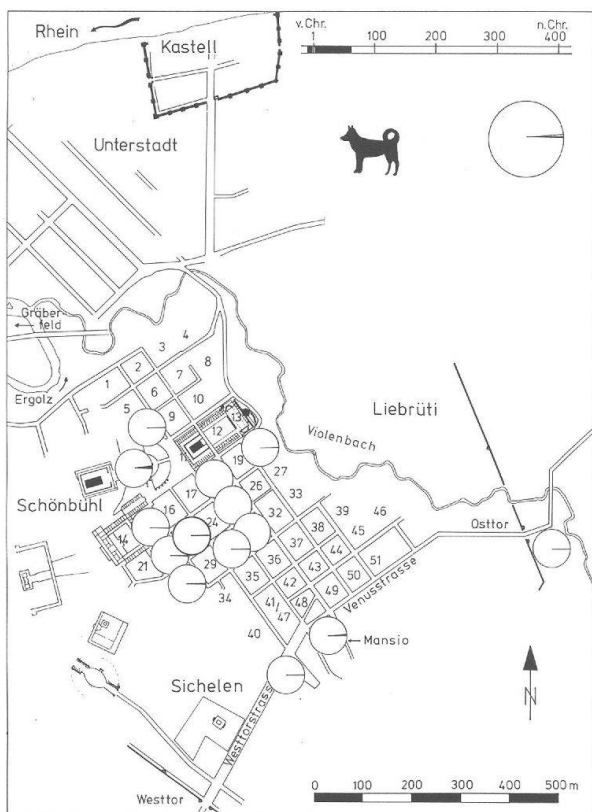 Rhein
v. Chr.
n. Chr.
1 100 200 300 400
Kastell
Unterstadt
Gräber-
feld
Ergolz
3 4
1 2 7 8
6
5 9 10
12 13
Liebrüti
Violenbach
19 27
Schönbühl
16 17 26 33
32 39 46
14 24 38 45
37 44
Osttor
21 29 36 43 51
35 42 50
34 49
41/
47 48
Venusstrasse
40
Mansio
Sichelen
Weststorstrasse
N
Westtor
0 100 200 300 400 500 m